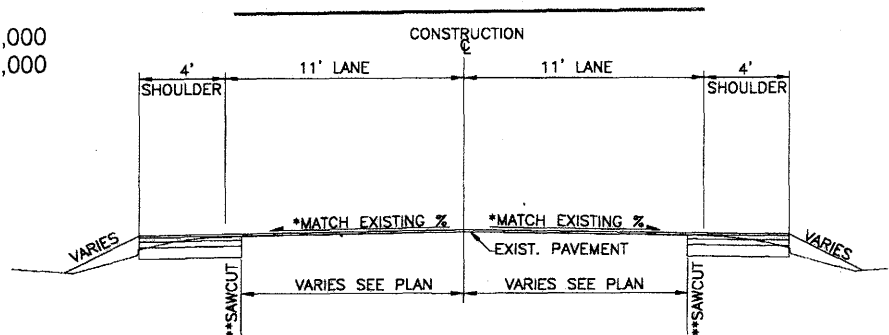 ,000
,000
CONSTRUCTION
℄
4'
SHOULDER
11' LANE
11' LANE
4'
SHOULDER
*MATCH EXISTING %
*MATCH EXISTING %
VARIES
VARIES
EXIST. PAVEMENT
VARIES SEE PLAN
VARIES SEE PLAN
**SAWCUT
**SAWCUT